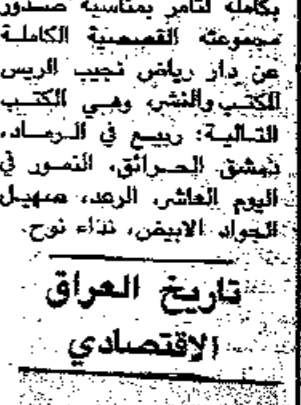 بكامله لتامر بمناسبة صدور
مجموعته القصصية الكاملة
عن دار رياض نجيب الريس
للكتب والنشر، وهي الكتب
التالية: ربيع في الرماد،
دمشق الحرائق، النمور في
اليوم العاشر، الرعد، صهيل
الجواد الابيض، نداء نوح.
تاريخ العراق
الاقتصادي